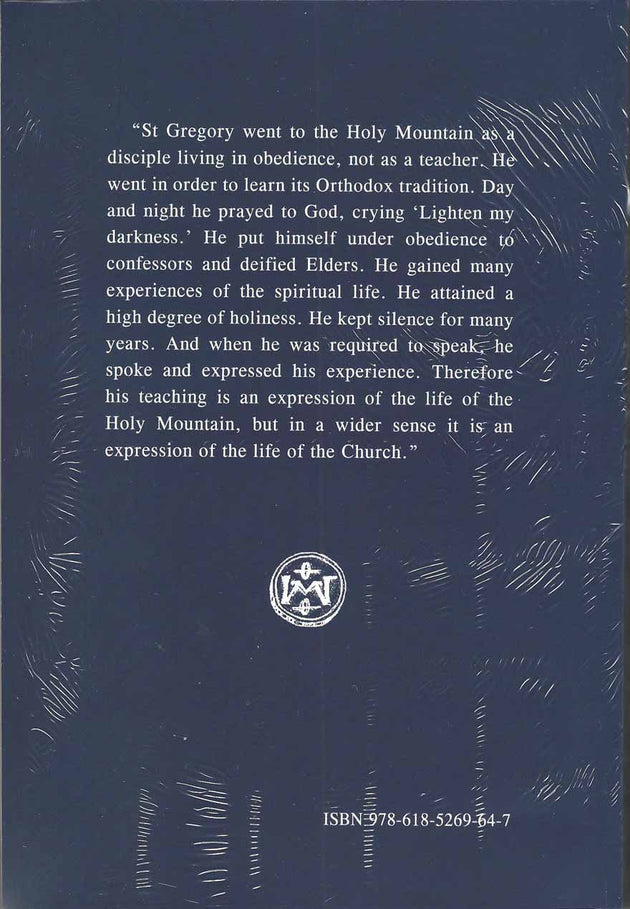 “St Gregory went to the Holy Mountain as a
disciple living in obedience, not as a teacher. He
went in order to learn its Orthodox tradition. Day
and night he prayed to God, crying ‘Lighten my
darkness.’ He put himself under obedience to
confessors and deified Elders. He gained many
experiences of the spiritual life. He attained a
high degree of holiness. He kept silence for many
years. And when he was required to speak, he
spoke and expressed his experience. Therefore
his teaching is an expression of the life of the
Holy Mountain, but in a wider sense it is an
expression of the life of the Church.”
ISBN 978-618-5269-64-7